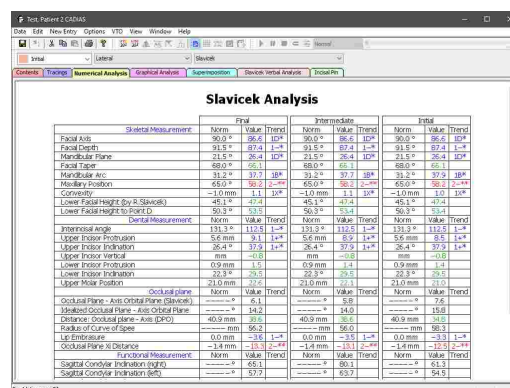 Test, Patient 2 CADIAS
Date Edit New Entry Options VTO View Window Help
Normal
Initial Lateral Slavicek
Contents Tracings Numerical Analysis Graphical Analysis Superimposition Slavicek Verbal Analysis Incisal Pin
Slavicek Analysis
Final Intermediate Initial
Skeletal Measurement Norm Value Trend Norm Value Trend Norm Value Trend
Facial Axis 90.0 ° 86.6 1D* 90.0 ° 86.6 1D* 90.0 ° 86.6 1D*
Facial Depth 91.5 ° 87.4 1-* 91.5 ° 87.4 1-* 91.5 ° 87.4 1-*
Mandibular Plane 21.5 ° 26.4 1D* 21.5 ° 26.4 1D* 21.5 ° 26.4 1D*
Facial Taper 68.0 ° 66.1 68.0 ° 66.1 68.0 ° 66.1
Mandibular Arc 31.2 ° 37.7 1B* 31.2 ° 37.7 1B* 31.2 ° 37.9 1B*
Maxillary Position 65.0 ° 58.2 2-** 65.0 ° 58.2 2-** 65.0 ° 58.2 2-**
Convexity -1.0 mm 1.1 1X* -1.0 mm 1.1 1X* -1.0 mm 1.0 1X*
Lower Facial Height (by R.Slavicek) 45.1 ° 47.4 45.1 ° 47.4 45.1 ° 47.4
Lower Facial Height to Point D 50.3 ° 53.5 50.3 ° 53.4 50.3 ° 53.4
Dental Measurement Norm Value Trend Norm Value Trend Norm Value Trend
Interincisal Angle 131.3 ° 112.5 1-* 131.3 ° 112.5 1-* 131.3 ° 112.5 1-*
Upper Incisor Protrusion 5.6 mm 9.1 1+* 5.6 mm 8.9 1+* 5.6 mm 8.5 1+*
Upper Incisor Inclination 26.4 ° 37.9 1+* 26.4 ° 37.9 1+* 26.4 ° 37.9 1+*
Upper Incisor Vertical mm -0.8 mm -0.8 mm -0.8
Lower Incisor Protrusion 0.9 mm 1.5 0.9 mm 1.4 0.9 mm 1.4
Lower Incisor Inclination 22.3 ° 29.5 22.3 ° 29.5 22.3 ° 29.5
Upper Molar Position 21.0 mm 22.6 21.0 mm 22.1 21.0 mm 21.0
Occlusal plane Norm Value Trend Norm Value Trend Norm Value Trend
Occlusal Plane - Axis Orbital Plane (Slavicek) ----- ° 6.1 ----- ° 5.8 ----- ° 7.6
Idealized Occlusal Plane - Axis Orbital Plane ----- ° 14.2 ----- ° 14.0 ----- ° 15.8
Distance: Occlusal plane - Axis (DPO) 40.9 mm 38.6 40.9 mm 38.6 40.9 mm 34.8
Radius of Curve of Spee ----- mm 56.2 ----- mm 56.0 ----- mm 58.3
Lip Embrasure 0.0 mm -3.6 1-* 0.0 mm -3.5 1-* 0.0 mm -3.3 1-*
Occlusal Plane Xi Distance -1.4 mm -13.3 2-** -1.4 mm -13.1 2-** -1.4 mm -12.5 2-**
Functional Measurement Norm Value Trend Norm Value Trend Norm Value Trend
Sagittal Condylar Inclination (right) ----- ° 65.1 ----- ° 60.1 ----- ° 61.3
Sagittal Condylar Inclination (left) ----- ° 57.7 ----- ° 63.7 ----- ° 54.5